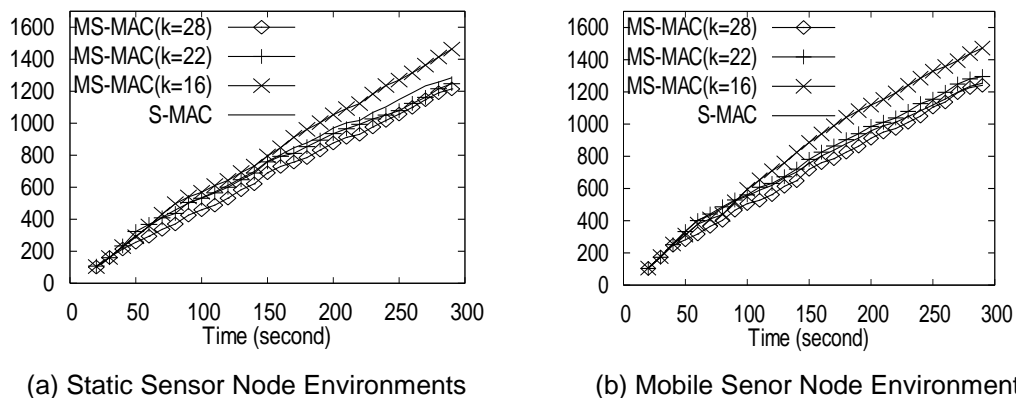 1600
1400
1200
1000
800
600
400
200
0
MS-MAC(k=28)
MS-MAC(k=22)
MS-MAC(k=16)
S-MAC
0 50 100 150 200 250 300
Time (second)
(a) Static Sensor Node Environments
1600
1400
1200
1000
800
600
400
200
0
MS-MAC(k=28)
MS-MAC(k=22)
MS-MAC(k=16)
S-MAC
0 50 100 150 200 250 300
Time (second)
(b) Mobile Senor Node Environment